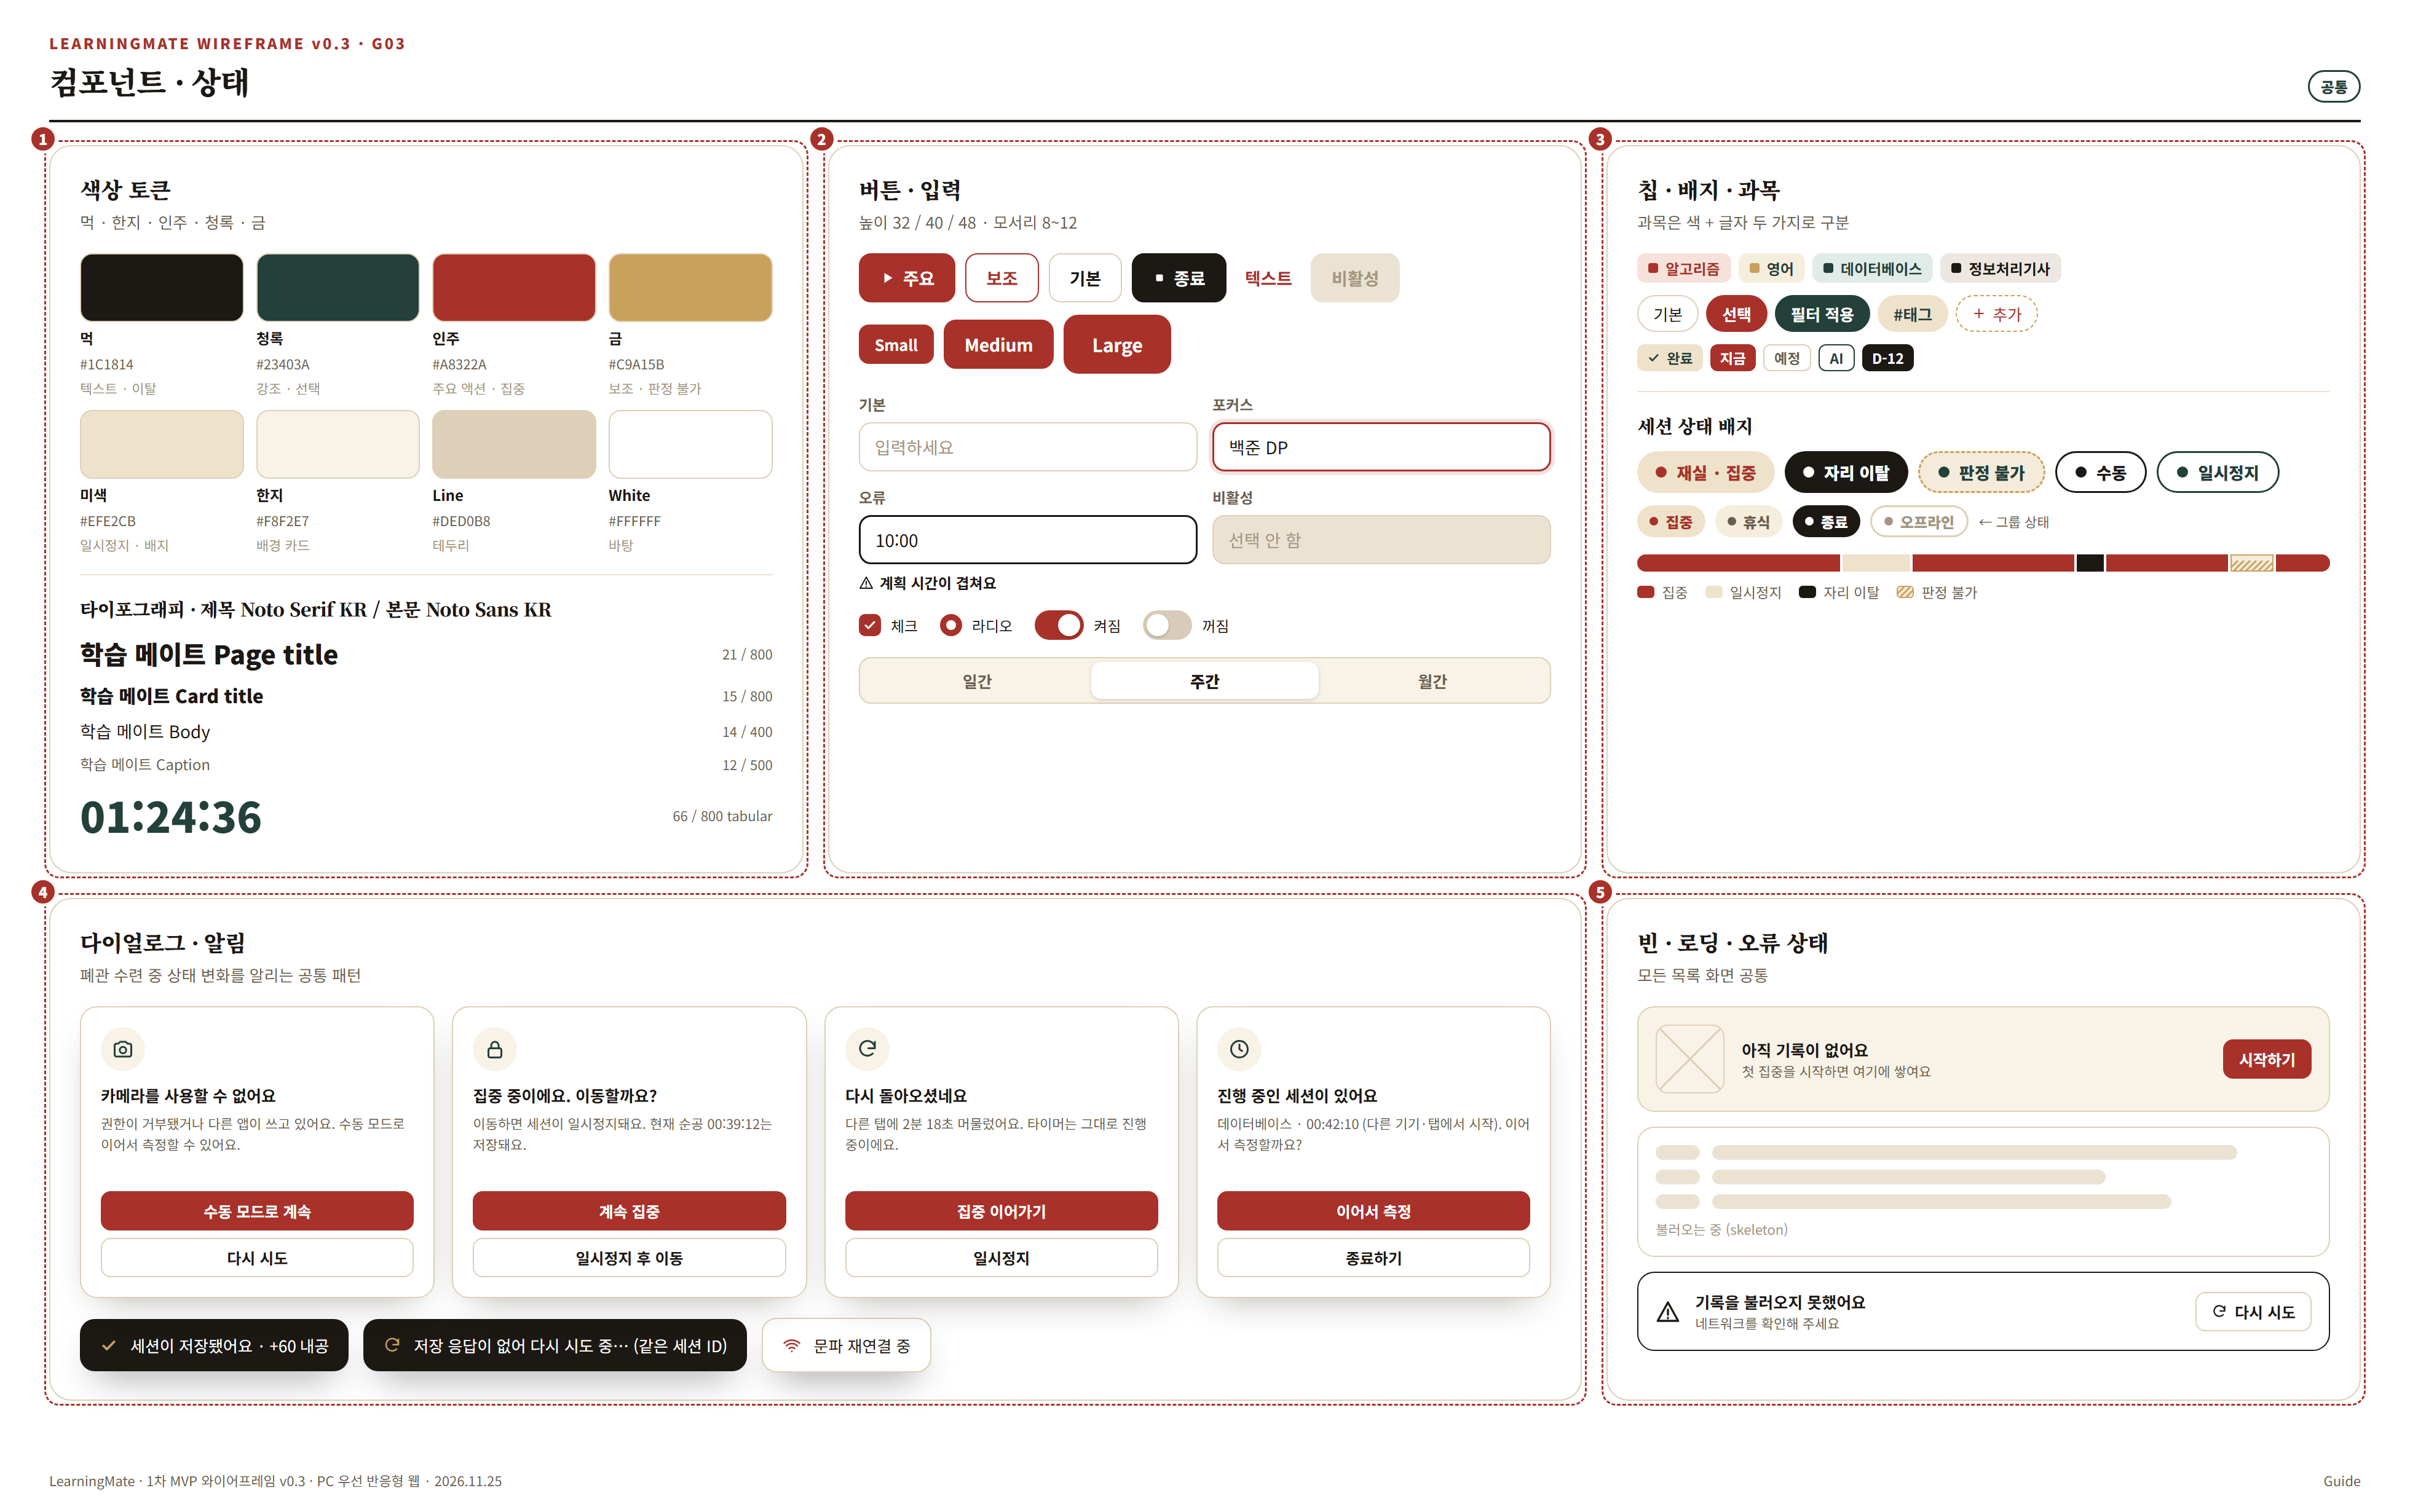 LEARNINGMATE WIREFRAME v0.3 · G03
컴포넌트 · 상태
공통
1
색상 토큰
먹 · 한지 · 인주 · 청록 · 금
먹 청록 인주 금
#1C1814 #23403A #A8322A #C9A15B
텍스트 · 이탈 강조 · 선택 주요 액션 · 집중 보조 · 판정 불가
미색 한지 Line White
#EFE2CB #F8F2E7 #DED0B8 #FFFFFF
일시정지 · 배지 배경 카드 테두리 바탕
타이포그래피 · 제목 Noto Serif KR / 본문 Noto Sans KR
학습 메이트 Page title 21 / 800
학습 메이트 Card title 15 / 800
학습 메이트 Body 14 / 400
학습 메이트 Caption 12 / 500
01:24:36 66 / 800 tabular
2
버튼 · 입력
높이 32 / 40 / 48 · 모서리 8~12
주요 보조 기본 종료 텍스트 비활성
Small Medium Large
기본 포커스
입력하세요 백준 DP
오류 비활성
10:00 선택 안 함
계획 시간이 겹쳐요
체크 라디오 켜짐 꺼짐
일간 주간 월간
3
칩 · 배지 · 과목
과목은 색 + 글자 두 가지로 구분
알고리즘 영어 데이터베이스 정보처리기사
기본 선택 필터 적용 #태그 + 추가
완료 지금 예정 AI D-12
세션 상태 배지
재실 · 집중 자리 이탈 판정 불가 수동 일시정지
집중 휴식 종료 오프라인 ← 그룹 상태
집중 일시정지 자리 이탈 판정 불가
4
다이얼로그 · 알림
폐관 수련 중 상태 변화를 알리는 공통 패턴
카메라를 사용할 수 없어요
권한이 거부됐거나 다른 앱이 쓰고 있어요. 수동 모드로
이어서 측정할 수 있어요.
수동 모드로 계속
다시 시도
집중 중이에요. 이동할까요?
이동하면 세션이 일시정지돼요. 현재 순공 00:39:12는
저장돼요.
계속 집중
일시정지 후 이동
다시 돌아오셨네요
다른 탭에 2분 18초 머물렀어요. 타이머는 그대로 진행
중이에요.
집중 이어가기
일시정지
진행 중인 세션이 있어요
데이터베이스 · 00:42:10 (다른 기기·탭에서 시작). 이어
서 측정할까요?
이어서 측정
종료하기
세션이 저장됐어요 · +60 내공
저장 응답이 없어 다시 시도 중… (같은 세션 ID)
문파 재연결 중
5
빈 · 로딩 · 오류 상태
모든 목록 화면 공통
아직 기록이 없어요
첫 집중을 시작하면 여기에 쌓여요
시작하기
불러오는 중 (skeleton)
기록을 불러오지 못했어요
네트워크를 확인해 주세요
다시 시도
LearningMate · 1차 MVP 와이어프레임 v0.3 · PC 우선 반응형 웹 · 2026.11.25
Guide